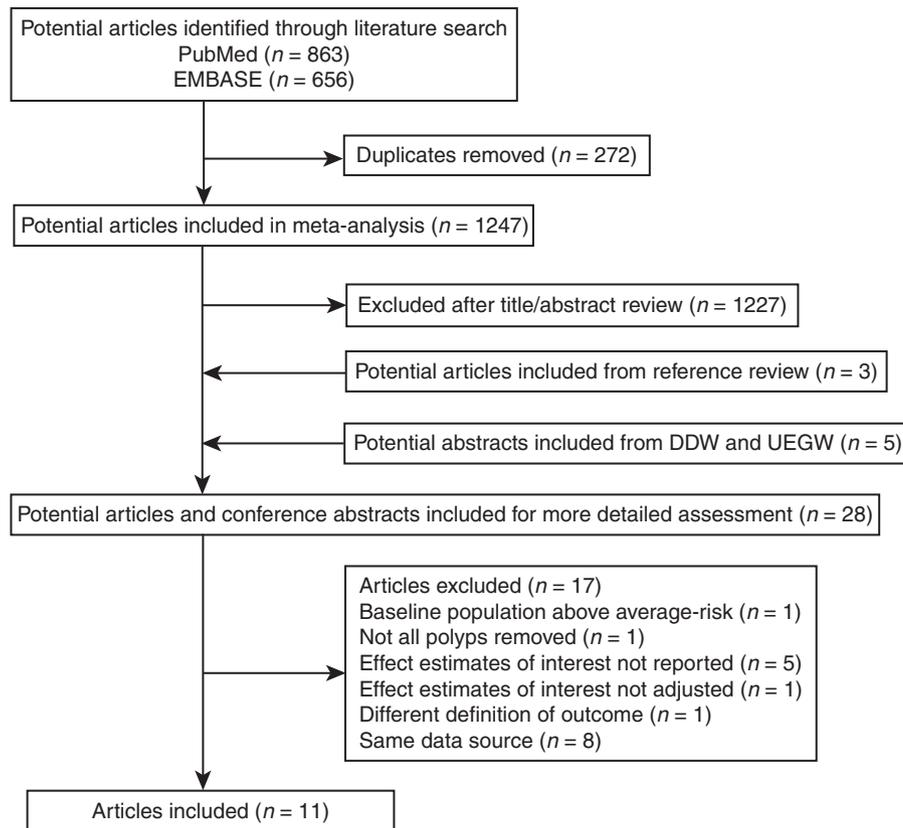 Potential articles identified through literature search
PubMed (n = 863)
EMBASE (n = 656)
Duplicates removed (n = 272)
Potential articles included in meta-analysis (n = 1247)
Excluded after title/abstract review (n = 1227)
Potential articles included from reference review (n = 3)
Potential abstracts included from DDW and UEGW (n = 5)
Potential articles and conference abstracts included for more detailed assessment (n = 28)
Articles excluded (n = 17)
Baseline population above average-risk (n = 1)
Not all polyps removed (n = 1)
Effect estimates of interest not reported (n = 5)
Effect estimates of interest not adjusted (n = 1)
Different definition of outcome (n = 1)
Same data source (n = 8)
Articles included (n = 11)